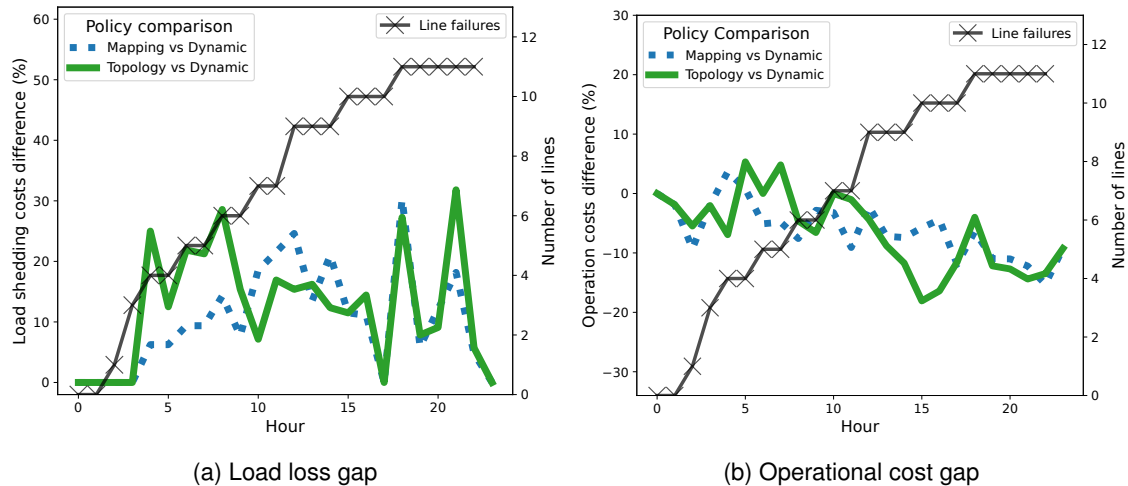 60
50
40
30
20
10
0
Load shedding costs difference (%)
Policy comparison
Mapping vs Dynamic
Topology vs Dynamic
Line failures
12
10
8
6
4
2
0
Number of lines
0 5 10 15 20
Hour
(a) Load loss gap
30
20
10
0
−10
−20
−30
Operation costs difference (%)
Policy Comparison
Mapping vs Dynamic
Topology vs Dynamic
Line failures
12
10
8
6
4
2
0
Number of lines
0 5 10 15 20
Hour
(b) Operational cost gap